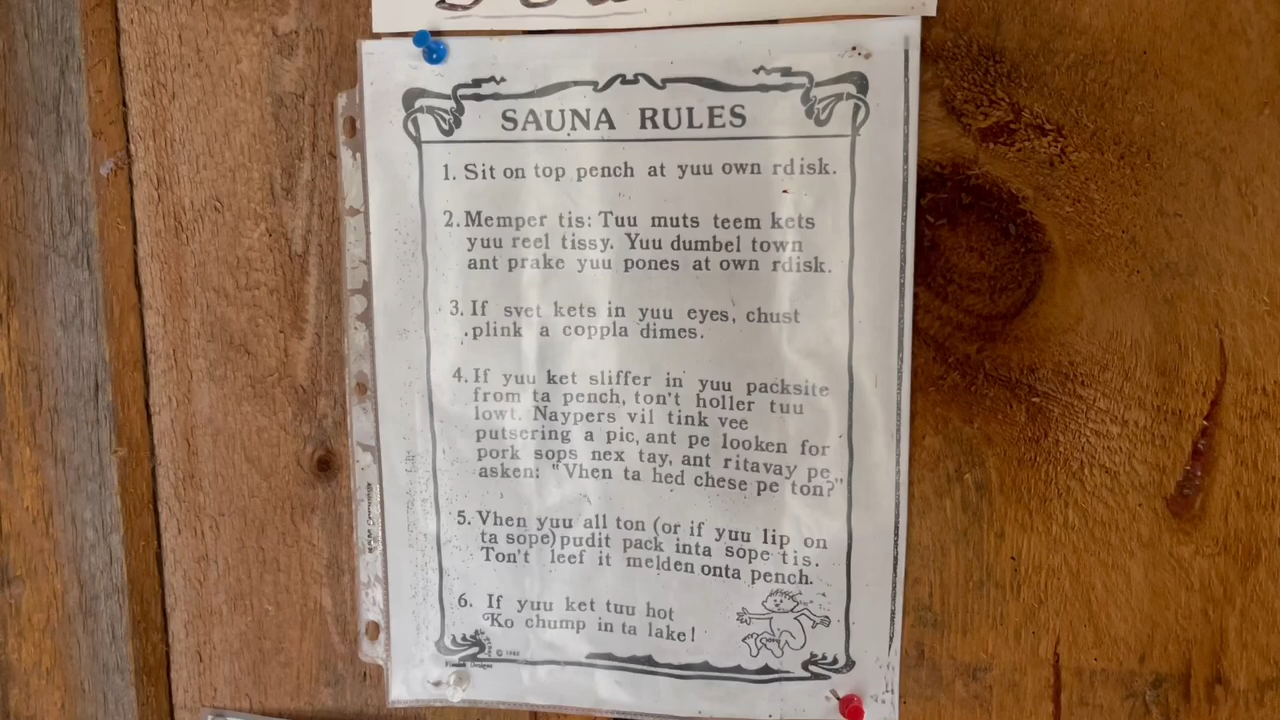 SAUNA RULES
1. Sit on top pench at yuu own rdisk.
2. Memper tis: Tuu muts teem kets
yuu reel tissy. Yuu dumbel town
ant prake yuu pones at own rdisk.
3. If svet kets in yuu eyes, chust
plink a coppla dimes.
4. If yuu ket sliffer in yuu packsite
from ta pench, ton't holler tuu
lowt. Naypers vil tink vee
putsering a pic, ant pe looken for
pork sops nex tay, ant ritavay pe
asken: "Vhen ta hed chese pe ton?"
5. Vhen yuu all ton (or if yuu lip on
ta sope) pudit pack inta sope tis.
Ton't leef it melden onta pench.
6. If yuu ket tuu hot
Ko chump in ta lake!
Designs